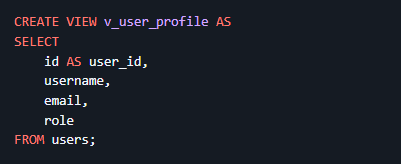 CREATE VIEW v_user_profile AS
SELECT
    id AS user_id,
    username,
    email,
    role
FROM users;